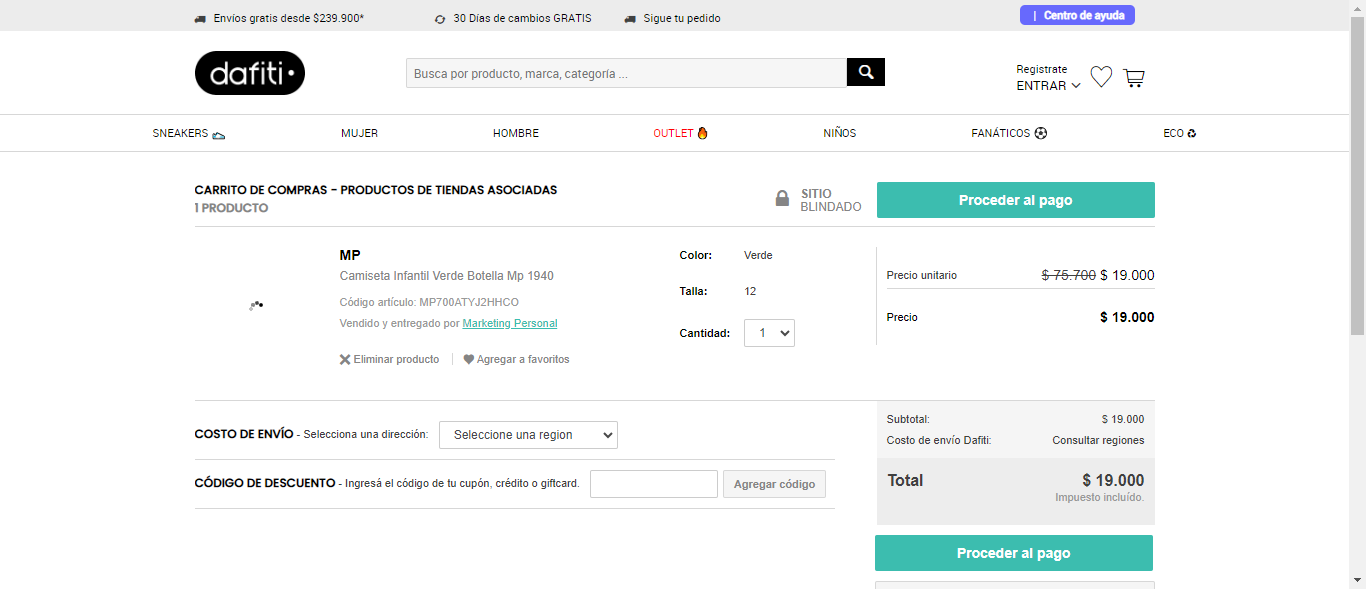 Envíos gratis desde $239.900*
30 Días de cambios GRATIS
Sigue tu pedido
| Centro de ayuda
dafiti
Busca por producto, marca, categoría ...
Registrate
ENTRAR
SNEAKERS
MUJER
HOMBRE
OUTLET
NIÑOS
FANÁTICOS
ECO
CARRITO DE COMPRAS - PRODUCTOS DE TIENDAS ASOCIADAS
1 PRODUCTO
SITIO
BLINDADO
Proceder al pago
MP
Camiseta Infantil Verde Botella Mp 1940
Código artículo: MP700ATYJ2HHCO
Vendido y entregado por Marketing Personal
Eliminar producto
Agregar a favoritos
Color: Verde
Talla: 12
Cantidad: 1
Precio unitario $ 75.700 $ 19.000
Precio $ 19.000
COSTO DE ENVÍO - Selecciona una dirección: Seleccione una region
CÓDIGO DE DESCUENTO - Ingresá el código de tu cupón, crédito o giftcard. Agregar código
Subtotal: $ 19.000
Costo de envío Dafiti: Consultar regiones
Total $ 19.000
Impuesto incluído.
Proceder al pago